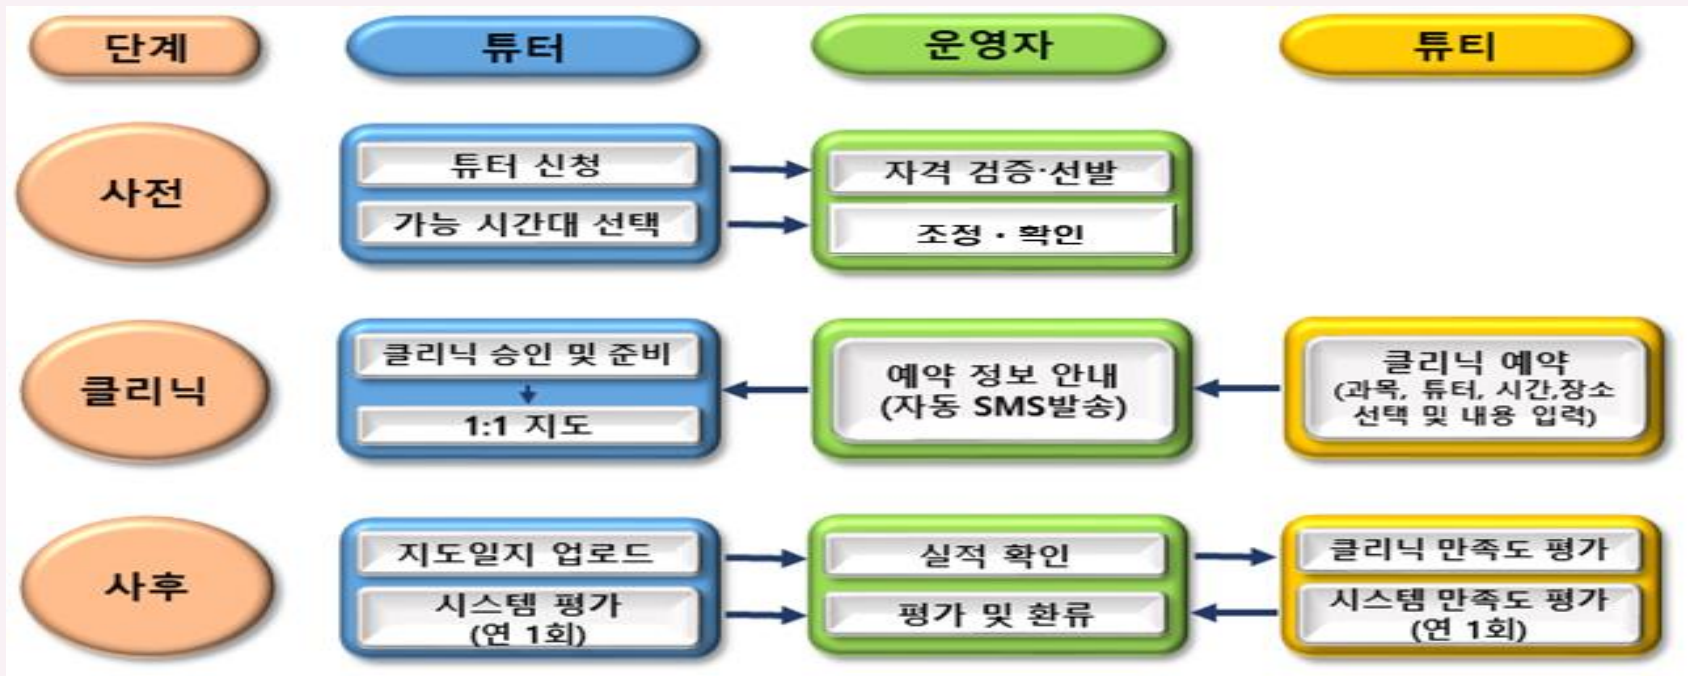 단계
튜터
운영자
튜티
사전
튜터 신청
자격 검증·선발
가능 시간대 선택
조정 · 확인
클리닉
클리닉 승인 및 준비
1:1 지도
예약 정보 안내
(자동 SMS발송)
클리닉 예약
(과목, 튜터, 시간,장소
선택 및 내용 입력)
사후
지도일지 업로드
실적 확인
클리닉 만족도 평가
시스템 평가
(연 1회)
평가 및 환류
시스템 만족도 평가
(연 1회)